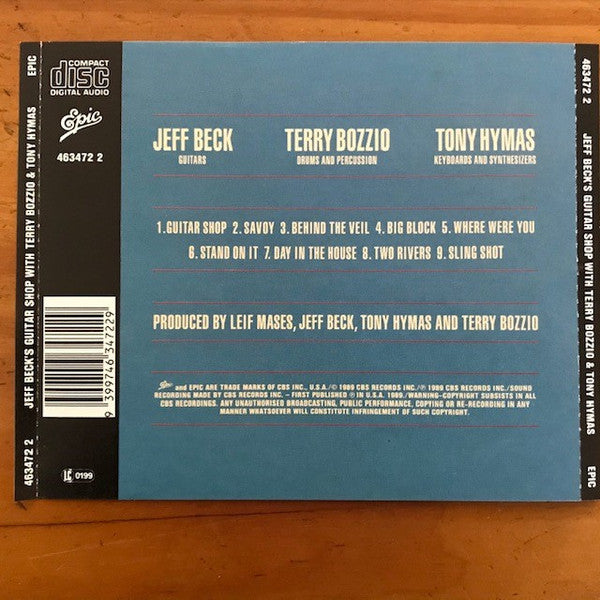 COMPACT
disc
DIGITAL AUDIO
Epic
463472 2
JEFF BECK
GUITARS
TERRY BOZZIO
DRUMS AND PERCUSSION
TONY HYMAS
KEYBOARDS AND SYNTHESIZERS
1.GUITAR SHOP 2. SAVOY 3. BEHIND THE VEIL 4. BIG BLOCK 5. WHERE WERE YOU
6. STAND ON IT 7. DAY IN THE HOUSE 8. TWO RIVERS 9. SLING SHOT
PRODUCED BY LEIF MASES, JEFF BECK, TONY HYMAS AND TERRY BOZZIO
Epic and EPIC ARE TRADE MARKS OF CBS INC., U.S.A./© 1989 CBS RECORDS INC./℗ 1989 CBS RECORDS INC./SOUND
RECORDING MADE BY CBS RECORDS INC. – FIRST PUBLISHED ℗ IN U.S.A. 1989./WARNING–COPYRIGHT SUBSISTS IN ALL
CBS RECORDINGS. ANY UNAUTHORISED BROADCASTING, PUBLIC PERFORMANCE, COPYING OR RE-RECORDING IN ANY
MANNER WHATSOEVER WILL CONSTITUTE INFRINGEMENT OF SUCH COPYRIGHT.
9 399746 347229
LC 0199
463472 2 JEFF BECK'S GUITAR SHOP WITH TERRY BOZZIO & TONY HYMAS EPIC
463472 2 JEFF BECK'S GUITAR SHOP WITH TERRY BOZZIO & TONY HYMAS EPIC